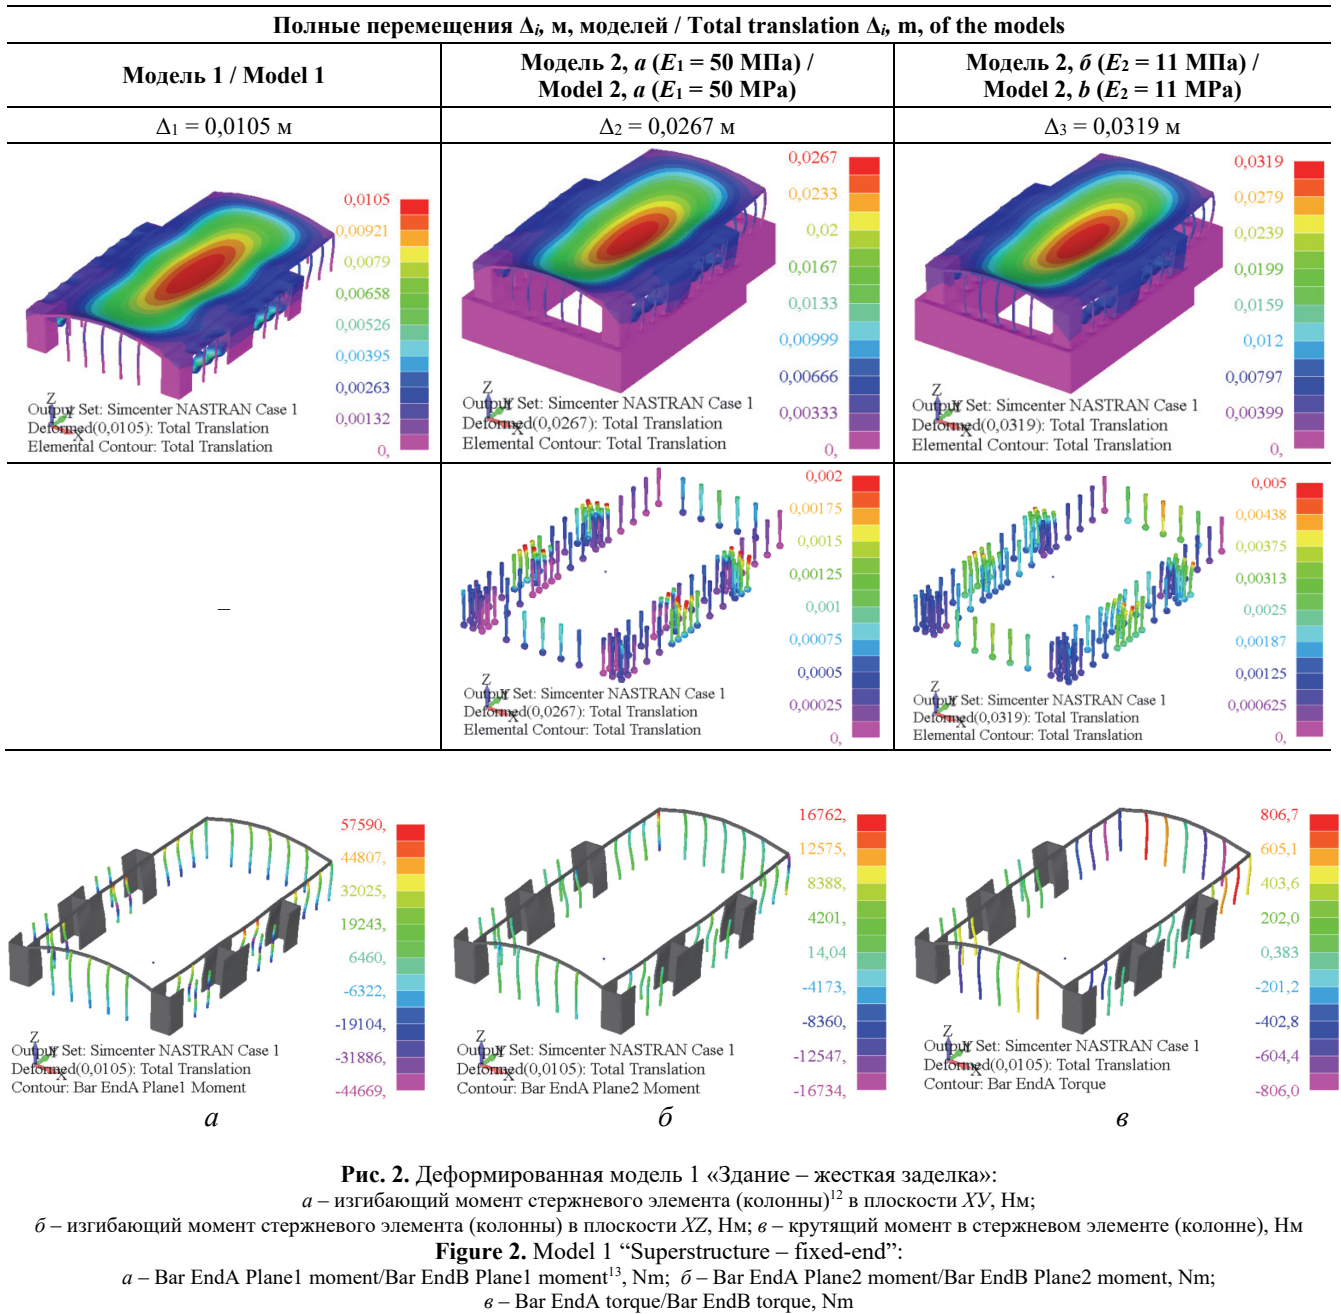 Полные перемещения Δi, м, моделей / Total translation Δi, m, of the models
Модель 1 / Model 1
Модель 2, а (E1 = 50 МПа) /
Model 2, a (E1 = 50 MPa)
Модель 2, б (E2 = 11 МПа) /
Model 2, b (E2 = 11 MPa)
Δ1 = 0,0105 м
Δ2 = 0,0267 м
Δ3 = 0,0319 м
0,0105
0,00921
0,0079
0,00658
0,00526
0,00395
0,00263
0,00132
0,
Z
Y
X
Output Set: Simcenter NASTRAN Case 1
Deformed(0,0105): Total Translation
Elemental Contour: Total Translation
0,0267
0,0233
0,02
0,0167
0,0133
0,00999
0,00666
0,00333
0,
Z
Y
X
Output Set: Simcenter NASTRAN Case 1
Deformed(0,0267): Total Translation
Elemental Contour: Total Translation
0,0319
0,0279
0,0239
0,0199
0,0159
0,012
0,00797
0,00399
0,
Z
Y
X
Output Set: Simcenter NASTRAN Case 1
Deformed(0,0319): Total Translation
Elemental Contour: Total Translation
–
0,002
0,00175
0,0015
0,00125
0,001
0,00075
0,0005
0,00025
0,
Z
Y
X
Output Set: Simcenter NASTRAN Case 1
Deformed(0,0267): Total Translation
Elemental Contour: Total Translation
0,005
0,00438
0,00375
0,00313
0,0025
0,00187
0,00125
0,000625
0,
Z
Y
X
Output Set: Simcenter NASTRAN Case 1
Deformed(0,0319): Total Translation
Elemental Contour: Total Translation
57590,
44807,
32025,
19243,
6460,
-6322,
-19104,
-31886,
-44669,
Z
Y
X
Output Set: Simcenter NASTRAN Case 1
Deformed(0,0105): Total Translation
Contour: Bar EndA Plane1 Moment
а
16762,
12575,
8388,
4201,
14,04
-4173,
-8360,
-12547,
-16734,
Z
Y
X
Output Set: Simcenter NASTRAN Case 1
Deformed(0,0105): Total Translation
Contour: Bar EndA Plane2 Moment
б
806,7
605,1
403,6
202,0
0,383
-201,2
-402,8
-604,4
-806,0
Z
Y
X
Output Set: Simcenter NASTRAN Case 1
Deformed(0,0105): Total Translation
Contour: Bar EndA Torque
в
Рис. 2. Деформированная модель 1 «Здание – жесткая заделка»:
а – изгибающий момент стержневого элемента (колонны)12 в плоскости XУ, Нм;
б – изгибающий момент стержневого элемента (колонны) в плоскости XZ, Нм; в – крутящий момент в стержневом элементе (колонне), Нм
Figure 2. Model 1 “Superstructure – fixed-end”:
а – Bar EndA Plane1 moment/Bar EndB Plane1 moment13, Nm; б – Bar EndA Plane2 moment/Bar EndB Plane2 moment, Nm;
в – Bar EndA torque/Bar EndB torque, Nm